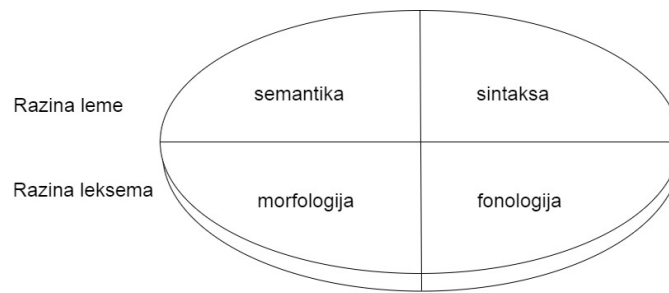 semantika sintaksa
Razina leme
Razina leksema
morfologija fonologija